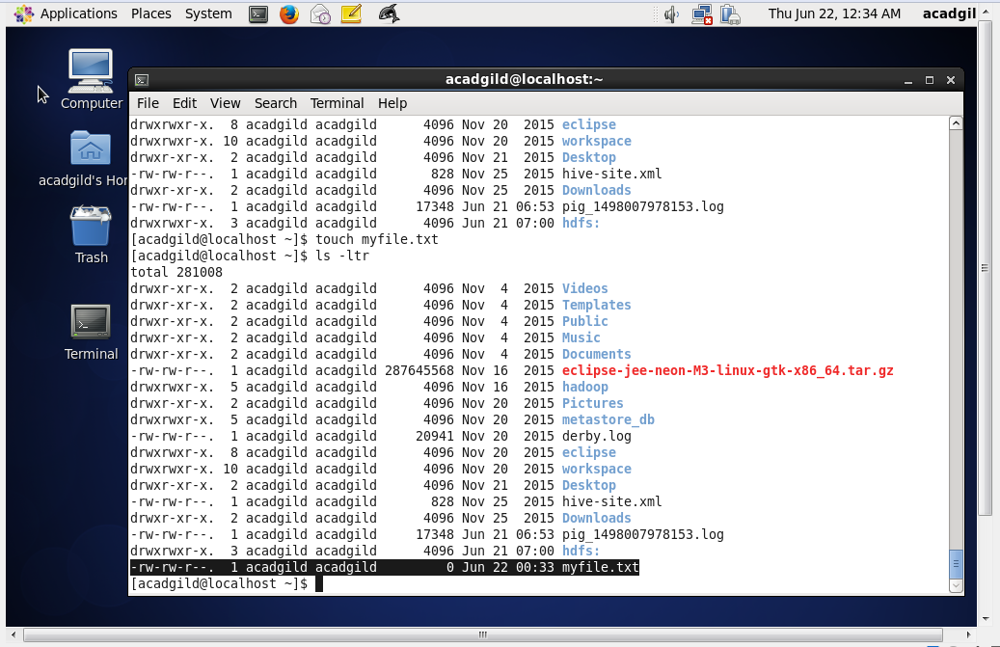 Applications Places System Thu Jun 22, 12:34 AM acadgil
Computer
acadgild's Hor
Trash
Terminal
acadgild@localhost:~
File Edit View Search Terminal Help
drwxrwxr-x.  8 acadgild acadgild      4096 Nov 20  2015 eclipse
drwxrwxr-x. 10 acadgild acadgild      4096 Nov 20  2015 workspace
drwxr-xr-x.  2 acadgild acadgild      4096 Nov 21  2015 Desktop
-rw-rw-r--.  1 acadgild acadgild       828 Nov 25  2015 hive-site.xml
drwxr-xr-x.  2 acadgild acadgild      4096 Nov 25  2015 Downloads
-rw-rw-r--.  1 acadgild acadgild     17348 Jun 21 06:53 pig_1498007978153.log
drwxrwxr-x.  3 acadgild acadgild      4096 Jun 21 07:00 hdfs:
[acadgild@localhost ~]$ touch myfile.txt
[acadgild@localhost ~]$ ls -ltr
total 281008
drwxr-xr-x.  2 acadgild acadgild      4096 Nov  4  2015 Videos
drwxr-xr-x.  2 acadgild acadgild      4096 Nov  4  2015 Templates
drwxr-xr-x.  2 acadgild acadgild      4096 Nov  4  2015 Public
drwxr-xr-x.  2 acadgild acadgild      4096 Nov  4  2015 Music
drwxr-xr-x.  2 acadgild acadgild      4096 Nov  4  2015 Documents
-rw-rw-r--.  1 acadgild acadgild 287645568 Nov 16  2015 eclipse-jee-neon-M3-linux-gtk-x86_64.tar.gz
drwxrwxr-x.  5 acadgild acadgild      4096 Nov 16  2015 hadoop
drwxr-xr-x.  2 acadgild acadgild      4096 Nov 20  2015 Pictures
drwxrwxr-x.  5 acadgild acadgild      4096 Nov 20  2015 metastore_db
-rw-rw-r--.  1 acadgild acadgild     20941 Nov 20  2015 derby.log
drwxrwxr-x.  8 acadgild acadgild      4096 Nov 20  2015 eclipse
drwxrwxr-x. 10 acadgild acadgild      4096 Nov 20  2015 workspace
drwxr-xr-x.  2 acadgild acadgild      4096 Nov 21  2015 Desktop
-rw-rw-r--.  1 acadgild acadgild       828 Nov 25  2015 hive-site.xml
drwxr-xr-x.  2 acadgild acadgild      4096 Nov 25  2015 Downloads
-rw-rw-r--.  1 acadgild acadgild     17348 Jun 21 06:53 pig_1498007978153.log
drwxrwxr-x.  3 acadgild acadgild      4096 Jun 21 07:00 hdfs:
-rw-rw-r--.  1 acadgild acadgild         0 Jun 22 00:33 myfile.txt
[acadgild@localhost ~]$